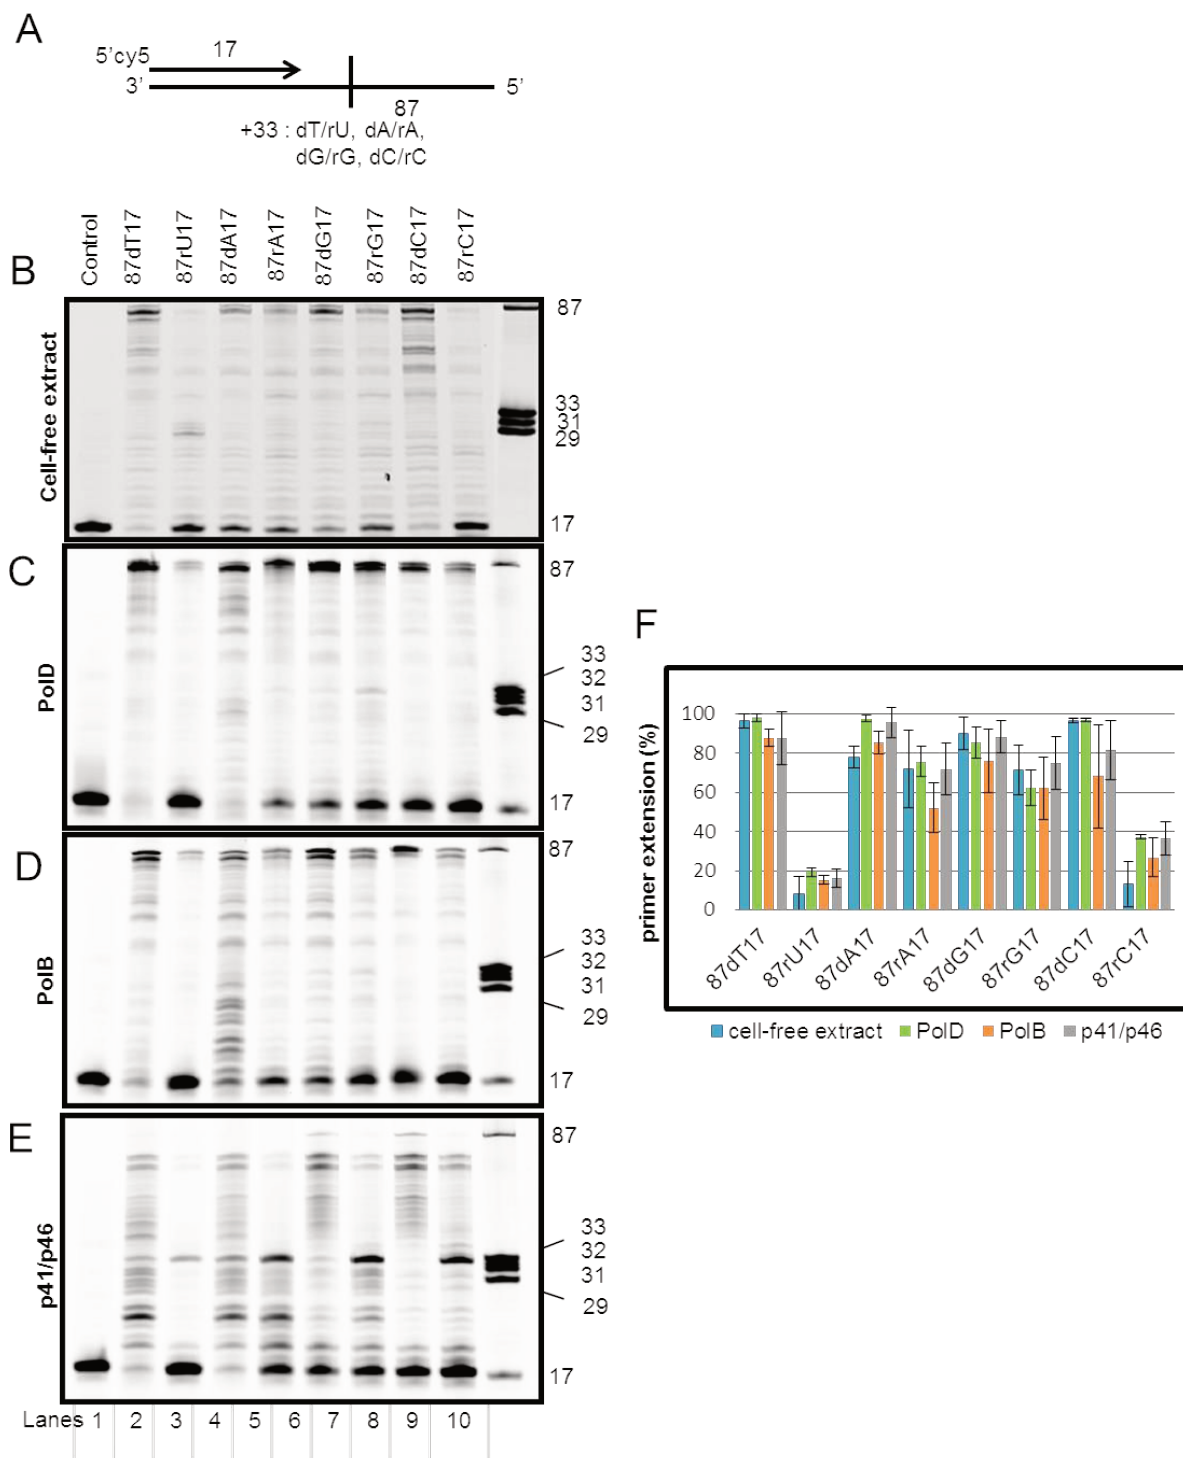 A
5'cy5
17
3'
5'
87
+33 : dT/rU, dA/rA,
dG/rG, dC/rC
Control
87dT17
87rU17
87dA17
87rA17
87dG17
87rG17
87dC17
87rC17
B
Cell-free extract
87
33
31
29
17
C
PolD
87
33
32
31
29
17
D
PolB
87
33
32
31
29
17
E
p41/p46
87
33
32
31
29
17
Lanes 1 2 3 4 5 6 7 8 9 10
F
primer extension (%)
100
80
60
40
20
0
87dT17
87rU17
87dA17
87rA17
87dG17
87rG17
87dC17
87rC17
cell-free extract PolD PolB p41/p46